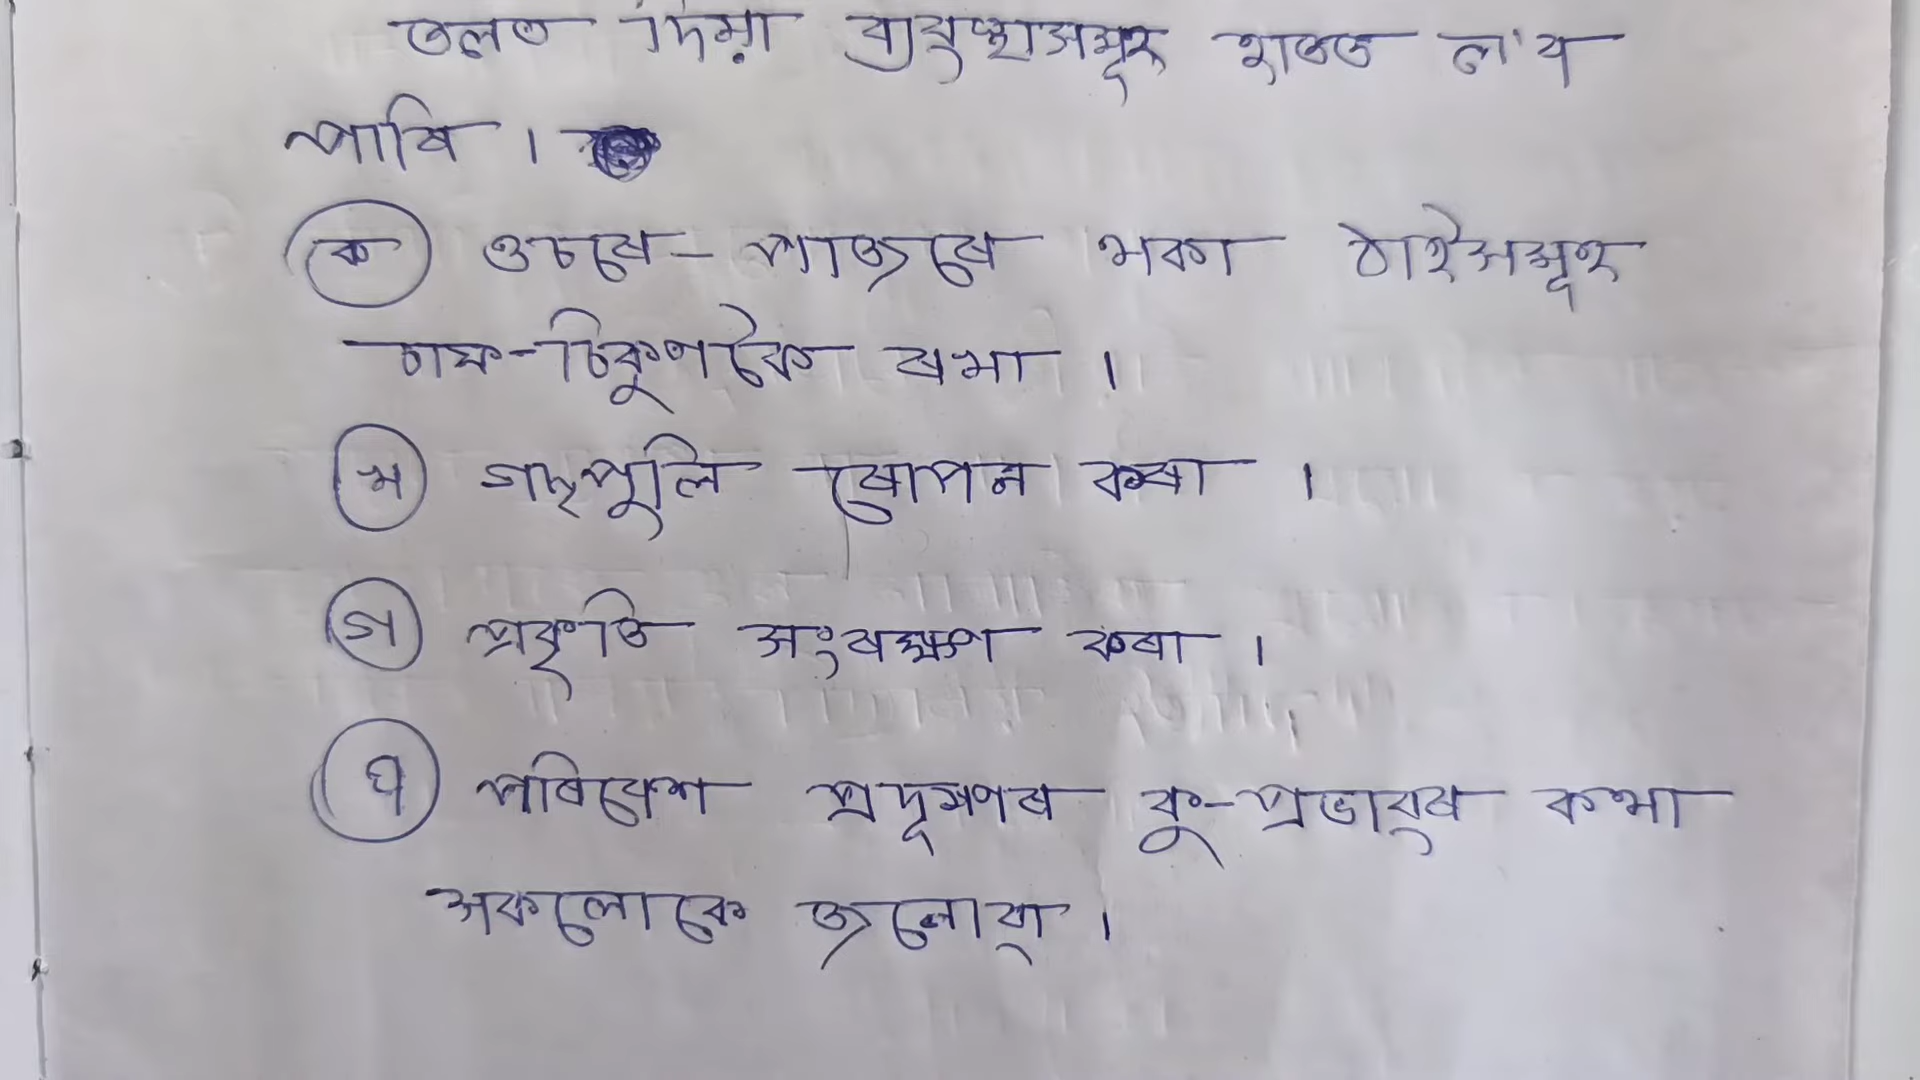 তলত দিয়া ব্যৱস্থাসমূহ হাতত ল'ব
পাৰি ।
ক ওচৰে-পাজৰে থকা ঠাইসমূহ
চাফ-চিকুণকৈ ৰখা ।
খ গছপুলি ৰোপন কৰা ।
গ প্ৰকৃতি সংৰক্ষণ কৰা ।
ঘ পৰিবেশ প্ৰদূষণৰ কু-প্ৰভাৱৰ কথা
সকলোকে জনোৱা ।